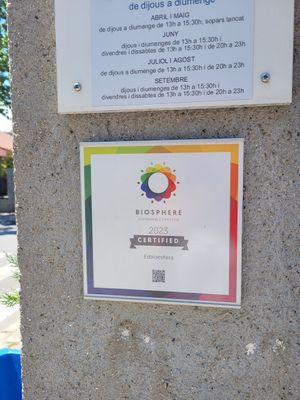 de dijous a diumenge
ABRIL I MAIG
de dijous a diumenge de 13h a 15:30h, sopars tancat
JUNY
dijous i diumenges de 13h a 15:30h i
divendres i dissabtes de 13h a 15:30h i de 20h a 23h
JULIOL I AGOST
de dijous a diumenge de 13h a 15:30h i de 20h a 23h
SETEMBRE
dijous i diumenges de 13h a 15:30h i
divendres i dissabtes de 13h a 15:30h i de 20h a 23h
BIOSPHERE
2023
CERTIFIED